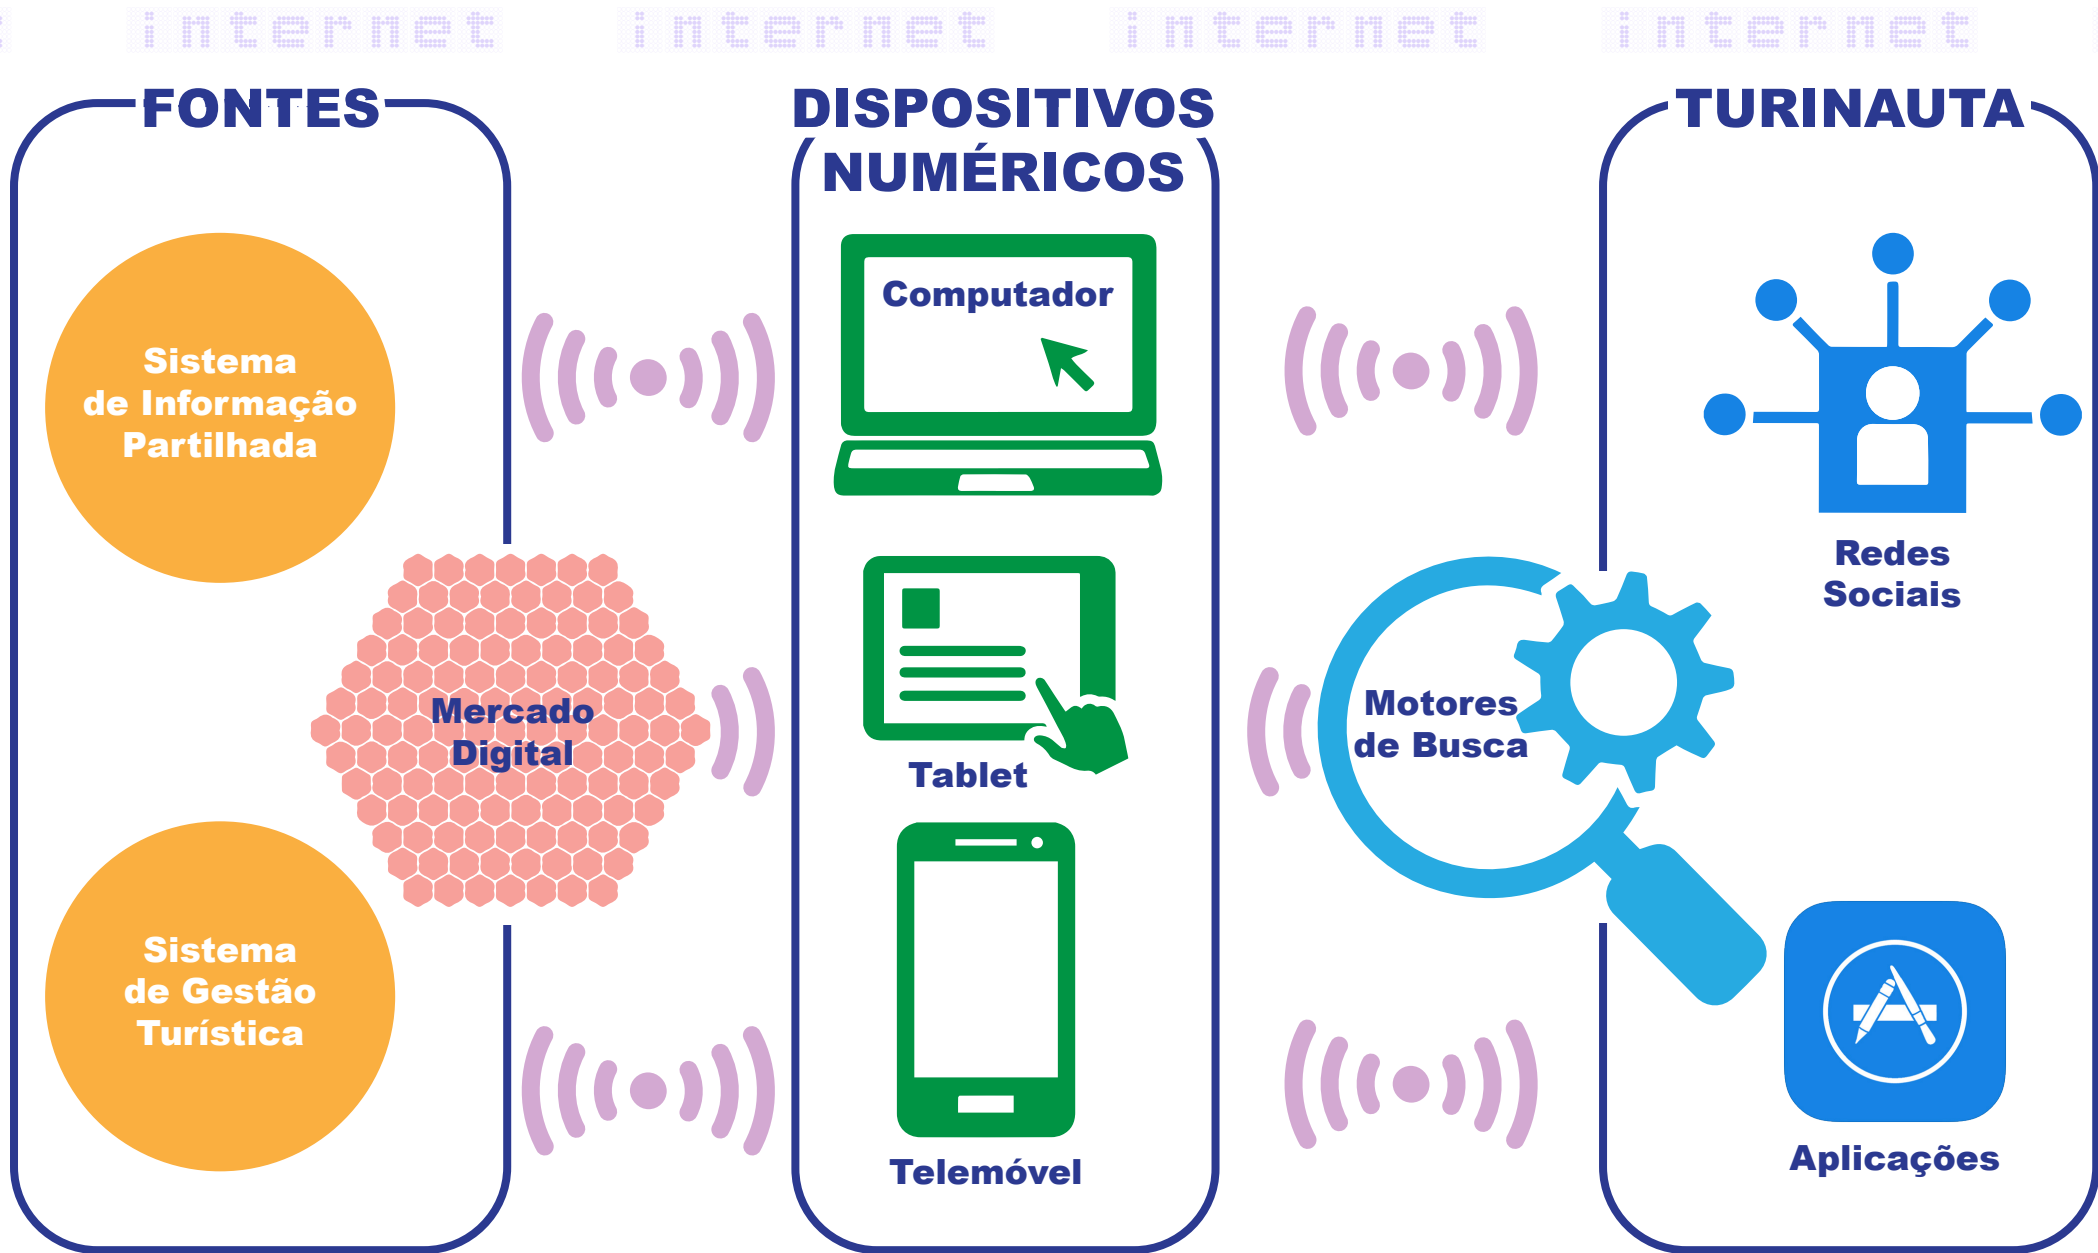 internet internet internet internet
FONTES
Sistema
de Informação
Partilhada
Mercado
Digital
Sistema
de Gestão
Turística
DISPOSITIVOS
NUMÉRICOS
Computador
Tablet
Telemóvel
TURINAUTA
Redes
Sociais
Motores
de Busca
Aplicações